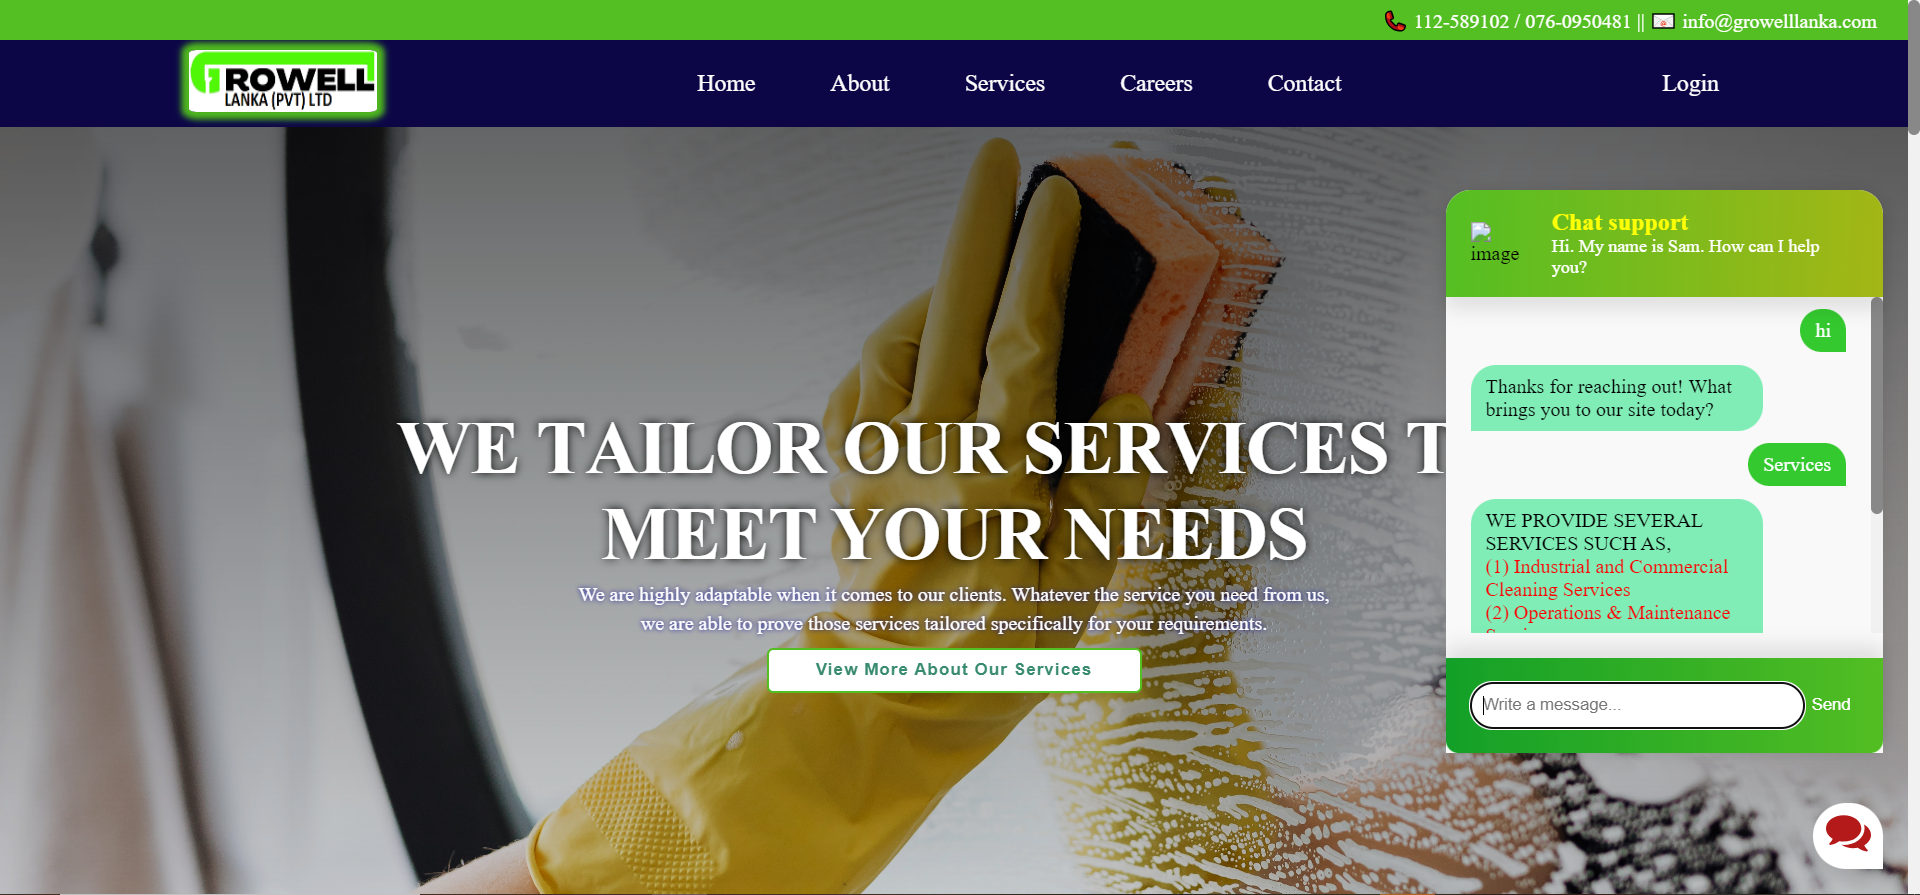 112-589102 / 076-0950481 || info@growelllanka.com
GROWELL
LANKA (PVT) LTD
Home About Services Careers Contact Login
Chat support
Hi. My name is Sam. How can I help
you?
image
hi
Thanks for reaching out! What
brings you to our site today?
Services
WE PROVIDE SEVERAL
SERVICES SUCH AS,
(1) Industrial and Commercial
Cleaning Services
(2) Operations & Maintenance
Write a message... Send
WE TAILOR OUR SERVICES T
MEET YOUR NEEDS
We are highly adaptable when it comes to our clients. Whatever the service you need from us,
we are able to prove those services tailored specifically for your requirements.
View More About Our Services